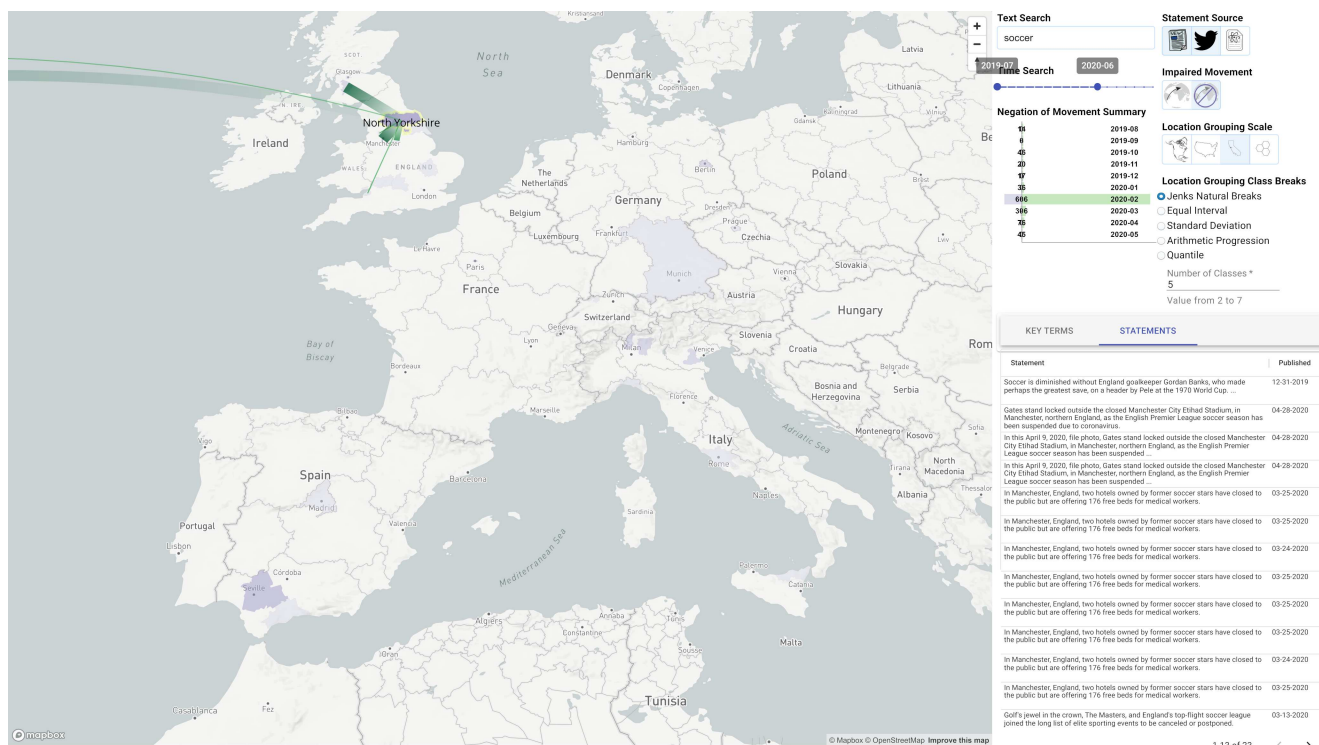 North
Sea
SCOT.
Glasgow
N. IRE.
Ireland
North Yorkshire
Manchester
WALES
ENGLAND
London
Denmark
Copenhagen
Latvia
Lithuania
Kaliningrad
Gdansk
Be
Hamburg
The
Netherlands
Berlin
Poland
Brest
Germany
Belgium
Dresden
Prague
Luxembourg
Frankfurt
Czechia
Lviv
Le Havre
Paris
France
Munich
Vienna
Slovakia
Austria
Zürich
Switzerland
Hungary
Geneva
Lyon
Slovenia
Milan
Venice
Croatia
Rom
Bay of
Biscay
Bordeaux
Belgrade
Bosnia and
Herzegovina
Serbia
Florence
Marseille
Bilbao
Vigo
Italy
Adriatic Sea
Montenegro
Kosovo
Sofia
Rome
North
Macedonia
Tirana
Barcelona
Spain
Madrid
Naples
Albania
Thessalon
Sardinia
Portugal
Valencia
Lisbon
Mediterranean Sea
Córdoba
Seville
Palermo
Catania
Algiers
Annaba
Tunis
Constantine
Malta
Oran
Sousse
Tunisia
Casablanca
Fez
mapbox
© Mapbox © OpenStreetMap Improve this map
+
−
Text Search
soccer
2019-07
2020-06
Time Search
Negation of Movement Summary
14 2019-08
2019-09
45 2019-10
20 2019-11
17 2019-12
36 2020-01
606 2020-02
306 2020-03
76 2020-04
45 2020-05
Statement Source
Impaired Movement
Location Grouping Scale
Location Grouping Class Breaks
Jenks Natural Breaks
Equal Interval
Standard Deviation
Arithmetic Progression
Quantile
Number of Classes *
5
Value from 2 to 7
KEY TERMS STATEMENTS
Statement Published
Soccer is diminished without England goalkeeper Gordan Banks, who made 12-31-2019
perhaps the greatest save, on a header by Pele at the 1970 World Cup. ...
Gates stand locked outside the closed Manchester City Etihad Stadium, in 04-28-2020
Manchester, northern England, as the English Premier League soccer season has
been suspended due to coronavirus.
In this April 9, 2020, file photo, Gates stand locked outside the closed Manchester 04-28-2020
City Etihad Stadium, in Manchester, northern England, as the English Premier
League soccer season has been suspended ...
In this April 9, 2020, file photo, Gates stand locked outside the closed Manchester 04-28-2020
City Etihad Stadium, in Manchester, northern England, as the English Premier
League soccer season has been suspended ...
In Manchester, England, two hotels owned by former soccer stars have closed to 03-25-2020
the public but are offering 176 free beds for medical workers.
In Manchester, England, two hotels owned by former soccer stars have closed to 03-25-2020
the public but are offering 176 free beds for medical workers.
In Manchester, England, two hotels owned by former soccer stars have closed to 03-24-2020
the public but are offering 176 free beds for medical workers.
In Manchester, England, two hotels owned by former soccer stars have closed to 03-25-2020
the public but are offering 176 free beds for medical workers.
In Manchester, England, two hotels owned by former soccer stars have closed to 03-25-2020
the public but are offering 176 free beds for medical workers.
In Manchester, England, two hotels owned by former soccer stars have closed to 03-25-2020
the public but are offering 176 free beds for medical workers.
In Manchester, England, two hotels owned by former soccer stars have closed to 03-24-2020
the public but are offering 176 free beds for medical workers.
In Manchester, England, two hotels owned by former soccer stars have closed to 03-25-2020
the public but are offering 176 free beds for medical workers.
Golf's jewel in the crown, The Masters, and England's top-flight soccer league 03-13-2020
joined the long list of elite sporting events to be canceled or postponed.